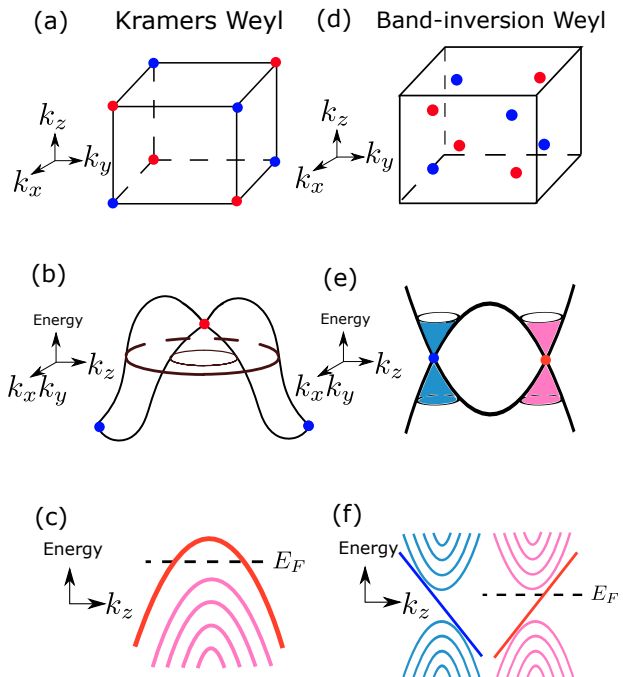 (a) Kramers Weyl
k_z
k_y
k_x
(d) Band-inversion Weyl
k_z
k_y
k_x
(b)
Energy
k_z
k_x k_y
(e)
Energy
k_z
k_x k_y
(c)
Energy
E_F
k_z
(f)
Energy
E_F
k_z